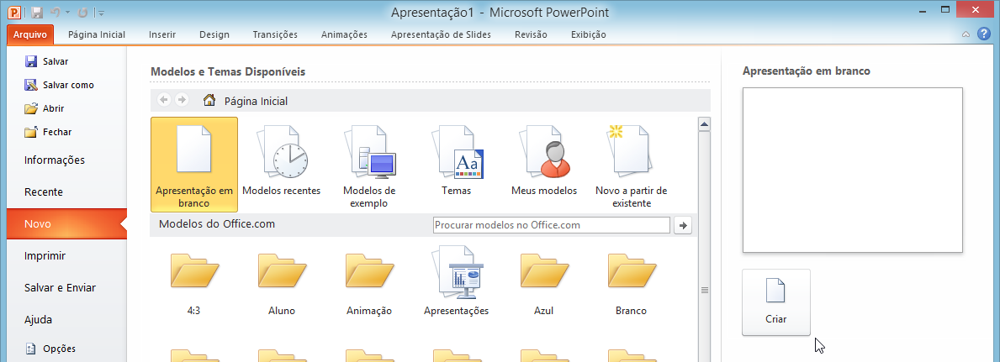 Apresentação1 - Microsoft PowerPoint
Arquivo Página Inicial Inserir Design Transições Animações Apresentação de Slides Revisão Exibição
Salvar
Salvar como
Abrir
Fechar
Informações
Recente
Novo
Imprimir
Salvar e Enviar
Ajuda
Opções
Modelos e Temas Disponíveis
Página Inicial
Apresentação em
branco
Modelos recentes
Modelos de
exemplo
Temas
Meus modelos
Novo a partir de
existente
Modelos do Office.com
Procurar modelos no Office.com
4:3
Aluno
Animação
Apresentações
Azul
Branco
Apresentação em branco
Criar